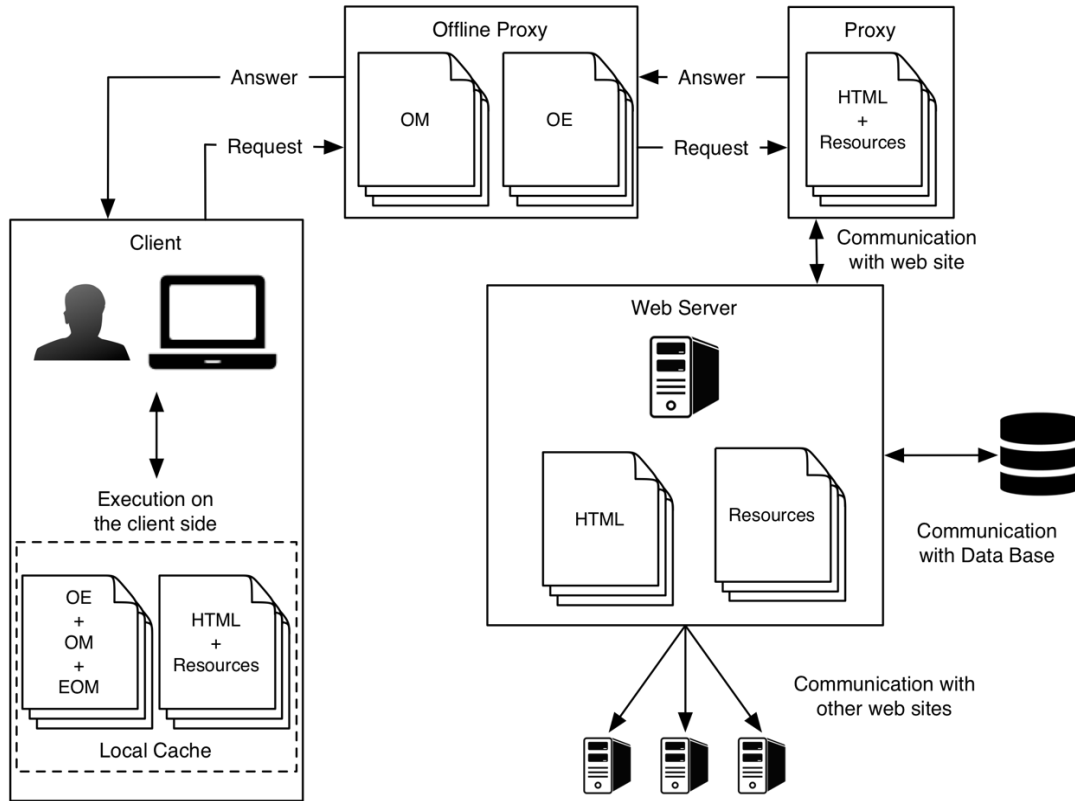 Offline Proxy
Proxy
Answer
Answer
OM
OE
HTML
+
Resources
Request
Request
Client
Communication
with web site
Web Server
Execution on
the client side
HTML
Resources
Communication
with Data Base
OE
+
OM
+
EOM
HTML
+
Resources
Local Cache
Communication with
other web sites